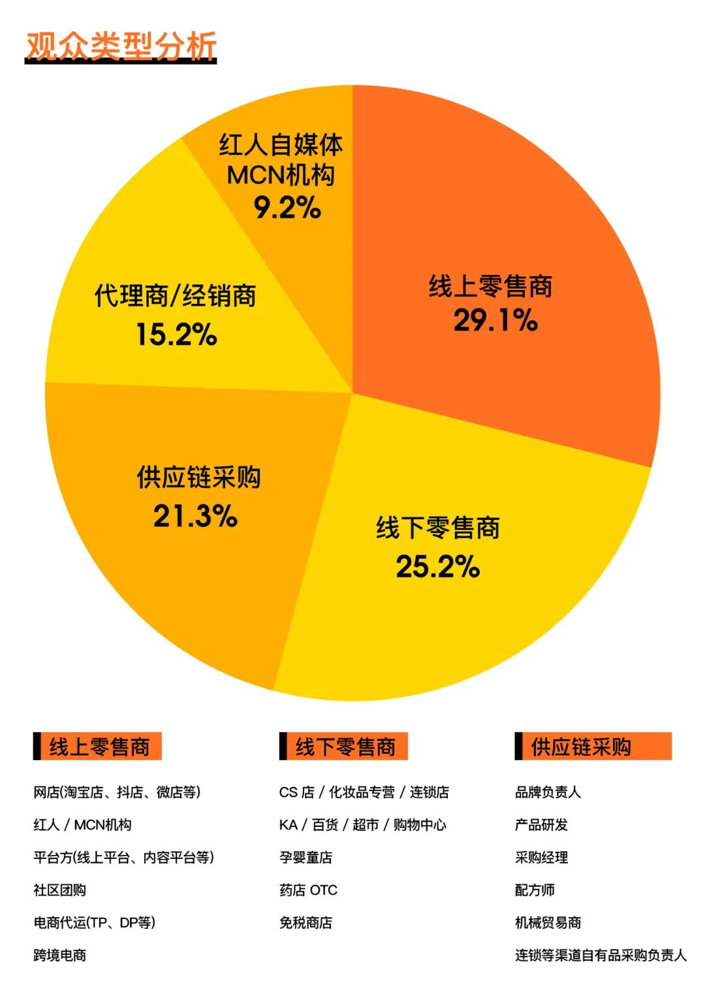 观众类型分析
红人自媒体
MCN机构
9.2%
线上零售商
29.1%
代理商/经销商
15.2%
供应链采购
21.3%
线下零售商
25.2%
线上零售商
网店(淘宝店、抖店、微店等)
红人 / MCN机构
平台方(线上平台、内容平台等)
社区团购
电商代运(TP、DP等)
跨境电商
线下零售商
CS 店 / 化妆品专营 / 连锁店
KA / 百货 / 超市 / 购物中心
孕婴童店
药店 OTC
免税商店
供应链采购
品牌负责人
产品研发
采购经理
配方师
机械贸易商
连锁等渠道自有品采购负责人